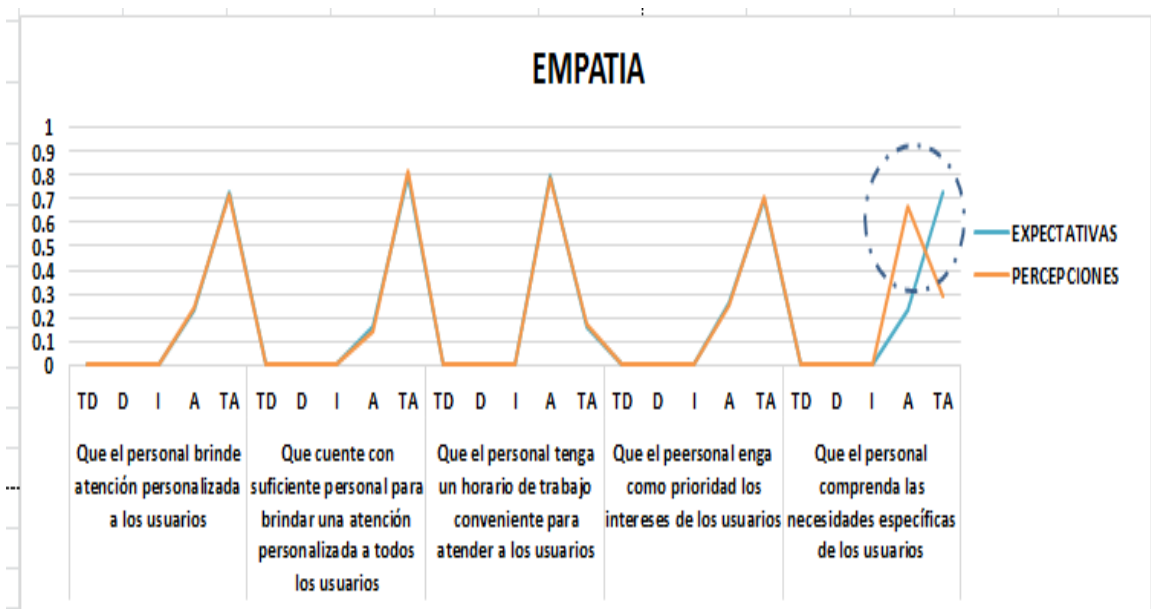 EMPATIA
1
0.9
0.8
0.7
0.6
0.5
0.4
0.3
0.2
0.1
0
EXPECTATIVAS
PERCEPCIONES
TD D I A TA TD D I A TA TD D I A TA TD D I A TA TD D I A TA
Que el personal brinde
atención personalizada
a los usuarios
Que cuente con
suficiente personal para
brindar una atención
personalizada a todos
los usuarios
Que el personal tenga
un horario de trabajo
conveniente para
atender a los usuarios
Que el peersonal enga
como prioridad los
intereses de los usuarios
Que el personal
comprenda las
necesidades específicas
de los usuarios